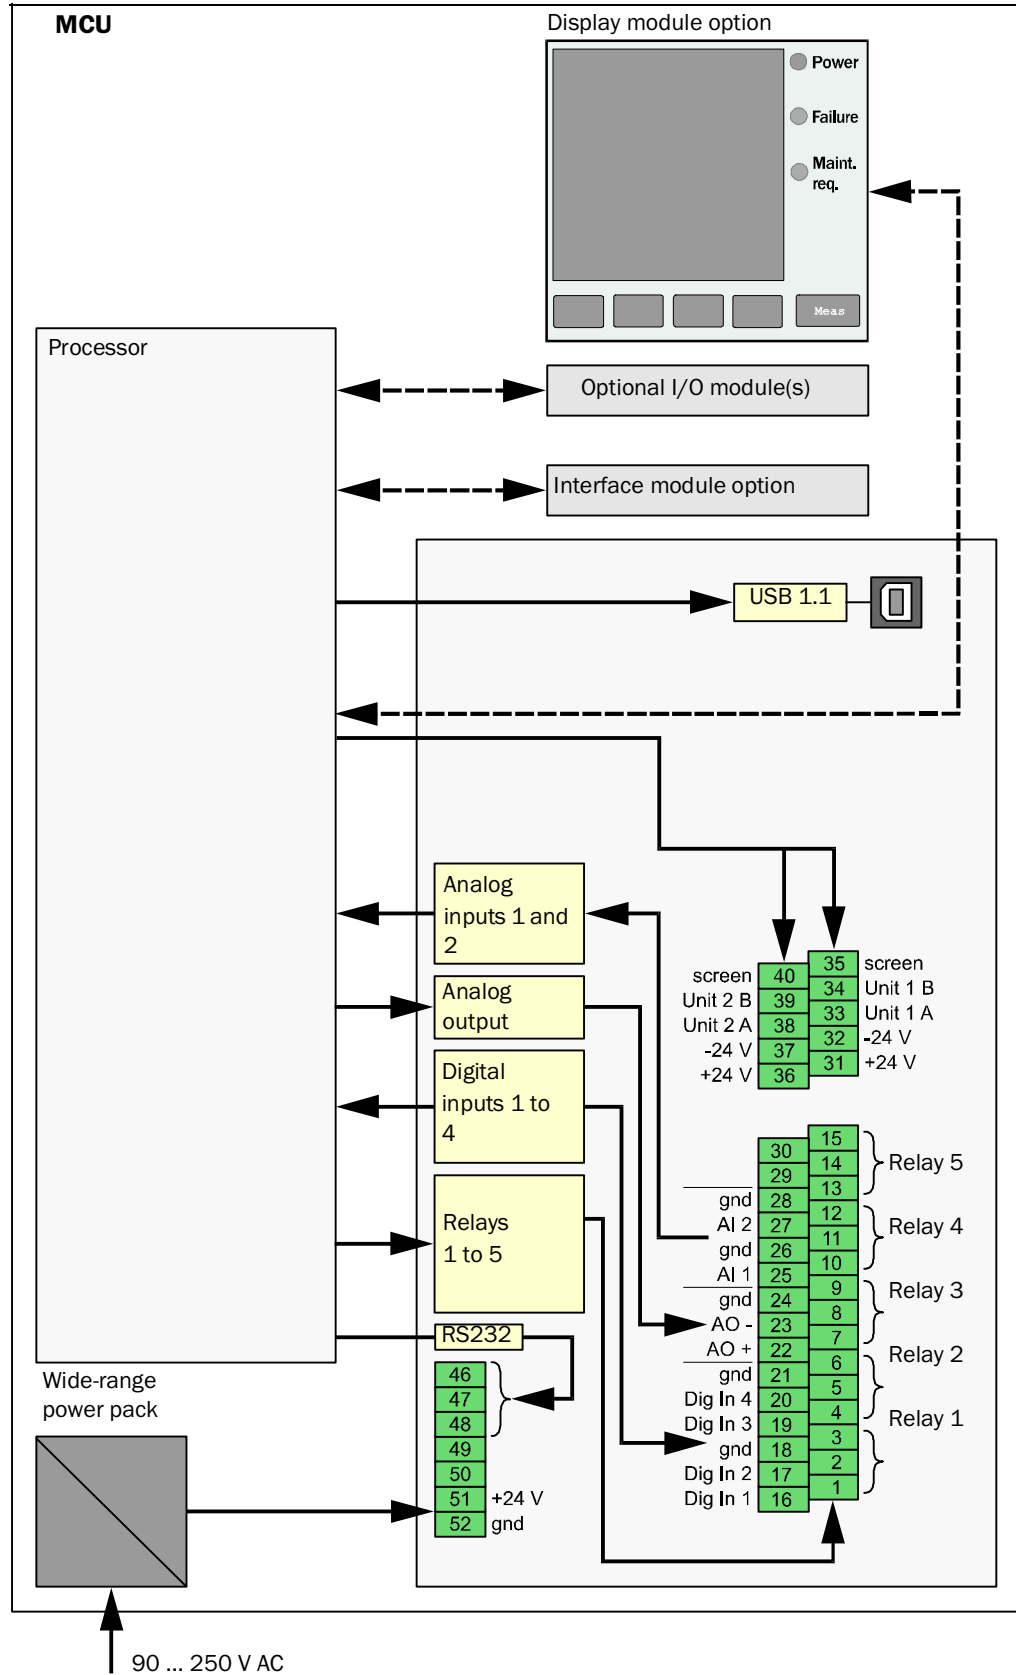 MCU
Display module option
Power
Failure
Maint.
req.
Meas
Processor
Optional I/O module(s)
Interface module option
USB 1.1
Analog
inputs 1 and
2
Analog
output
Digital
inputs 1 to
4
Relays
1 to 5
RS232
46
47
48
49
50
51 +24 V
52 gnd
screen 40
Unit 2 B 39
Unit 2 A 38
-24 V 37
+24 V 36
35 screen
34 Unit 1 B
33 Unit 1 A
32 -24 V
31 +24 V
30
29
gnd 28
AI 2 27
gnd 26
AI 1 25
gnd 24
AO - 23
AO + 22
gnd 21
Dig In 4 20
Dig In 3 19
gnd 18
Dig In 2 17
Dig In 1 16
15
14
13
12
11
10
9
8
7
6
5
4
3
2
1
Relay 5
Relay 4
Relay 3
Relay 2
Relay 1
Wide-range
power pack
90 ... 250 V AC